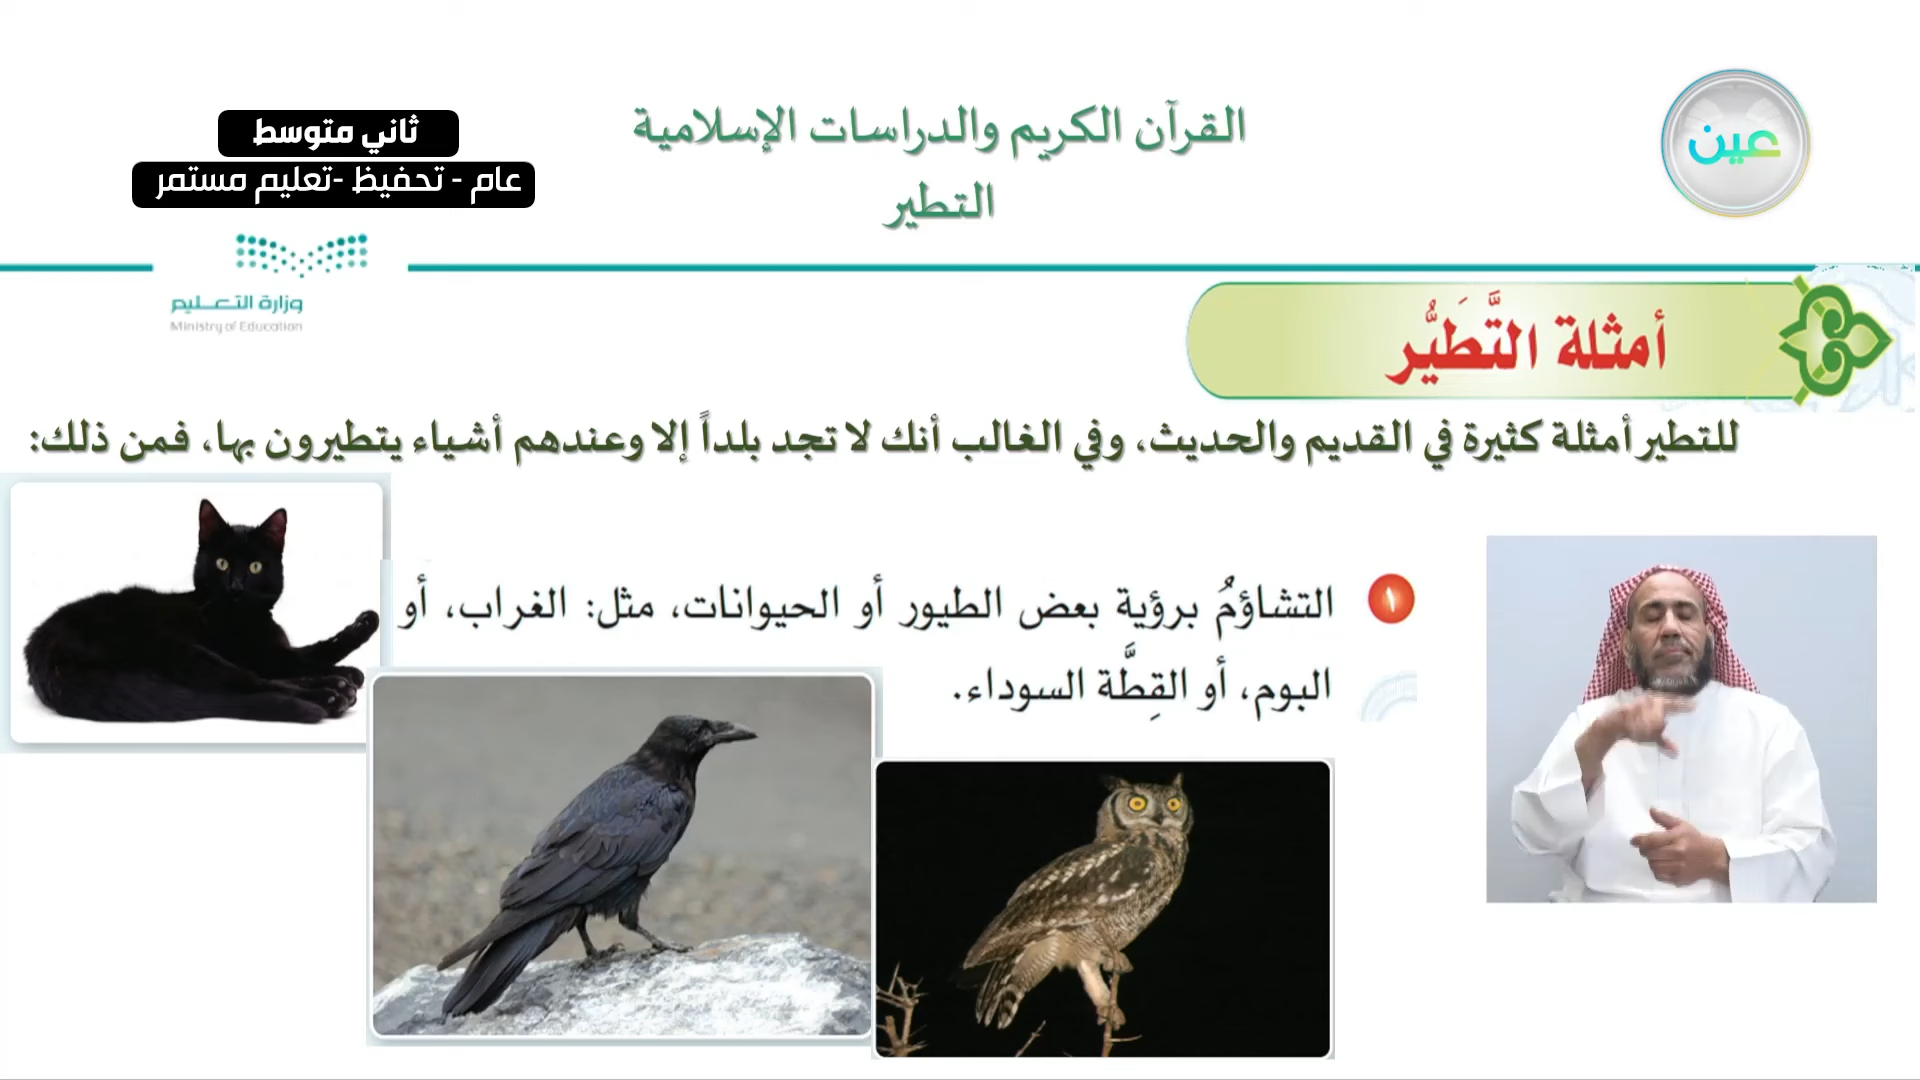 عين
القرآن الكريم والدراسات الإسلامية
التطير
ثاني متوسط
عام - تحفيظ -تعليم مستمر
وزارة التعليم
Ministry of Education
أمثلة التَّطَيُّر
للتطير أمثلة كثيرة في القديم والحديث، وفي الغالب أنك لا تجد بلداً إلا وعندهم أشياء يتطيرون بها، فمن ذلك:
١ التشاؤمُ برؤية بعض الطيور أو الحيوانات، مثل: الغراب، أو
البوم، أو القِطَّة السوداء.